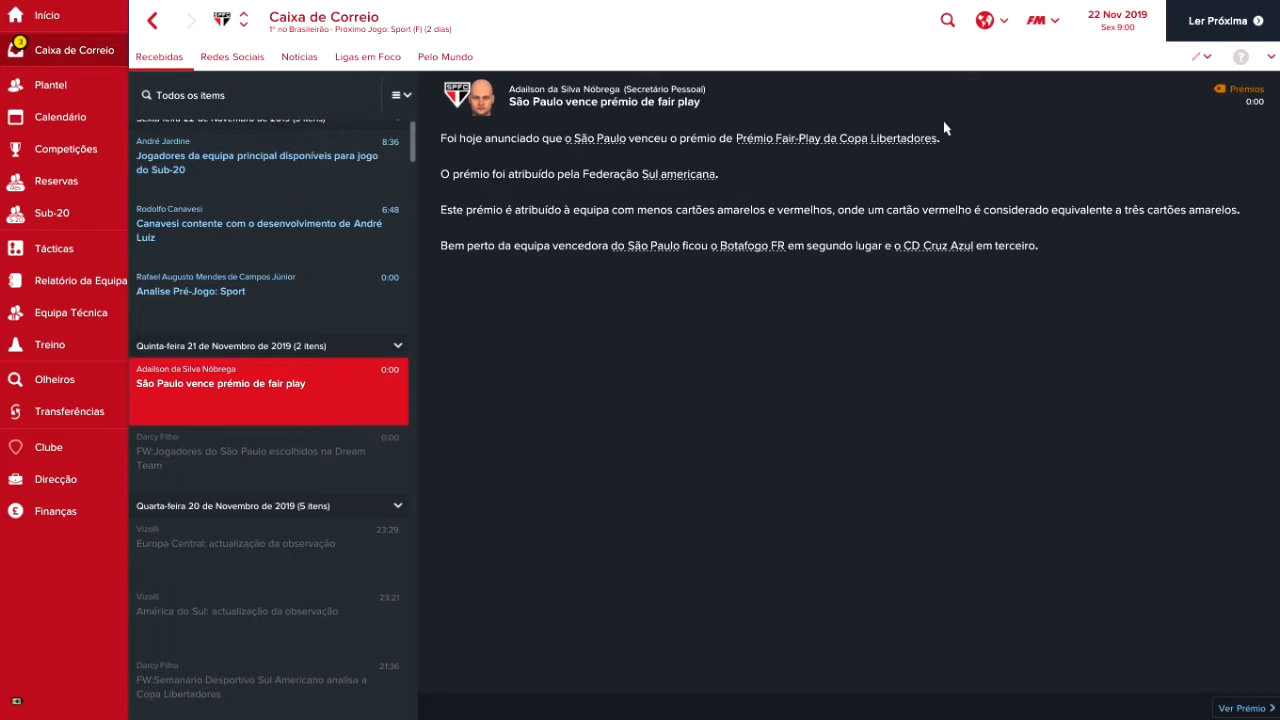 Início
3
Caixa de Correio
Plantel
Calendário
Competições
Reservas
Sub-20
Tácticas
Relatório da Equipa
Equipa Técnica
Treino
Olheiros
Transferências
Clube
Direcção
Finanças
Caixa de Correio
1º no Brasileirão - Próximo Jogo: Sport (F) (2 dias)
FM
22 Nov 2019
Sex 9:00
Ler Próxima
Recebidas
Redes Sociais
Notícias
Ligas em Foco
Pelo Mundo
Todos os items
Sexta-feira 22 de Novembro de 2019 (3 itens)
André Jardine 8:36
Jogadores da equipa principal disponíveis para jogo
do Sub-20
Rodolfo Canavesi 6:48
Canavesi contente com o desenvolvimento de André
Luiz
Rafael Augusto Mendes de Campos Júnior 0:00
Analise Pré-Jogo: Sport
Quinta-feira 21 de Novembro de 2019 (2 itens)
Adailson da Silva Nóbrega 0:00
São Paulo vence prémio de fair play
Darcy Filho 0:00
FW:Jogadores do São Paulo escolhidos na Dream
Team
Quarta-feira 20 de Novembro de 2019 (5 itens)
Vizolli 23:29
Europa Central: actualização da observação
Vizolli 23:21
América do Sul: actualização da observação
Darcy Filho 21:36
FW:Semanário Desportivo Sul Americano analisa a
Copa Libertadores
SPFC
Adailson da Silva Nóbrega (Secretário Pessoal)
São Paulo vence prémio de fair play
Prémios
0:00
Foi hoje anunciado que o São Paulo venceu o prémio de Prémio Fair-Play da Copa Libertadores.
O prémio foi atribuído pela Federação Sul americana.
Este prémio é atribuído à equipa com menos cartões amarelos e vermelhos, onde um cartão vermelho é considerado equivalente a três cartões amarelos.
Bem perto da equipa vencedora do São Paulo ficou o Botafogo FR em segundo lugar e o CD Cruz Azul em terceiro.
Ver Prémio